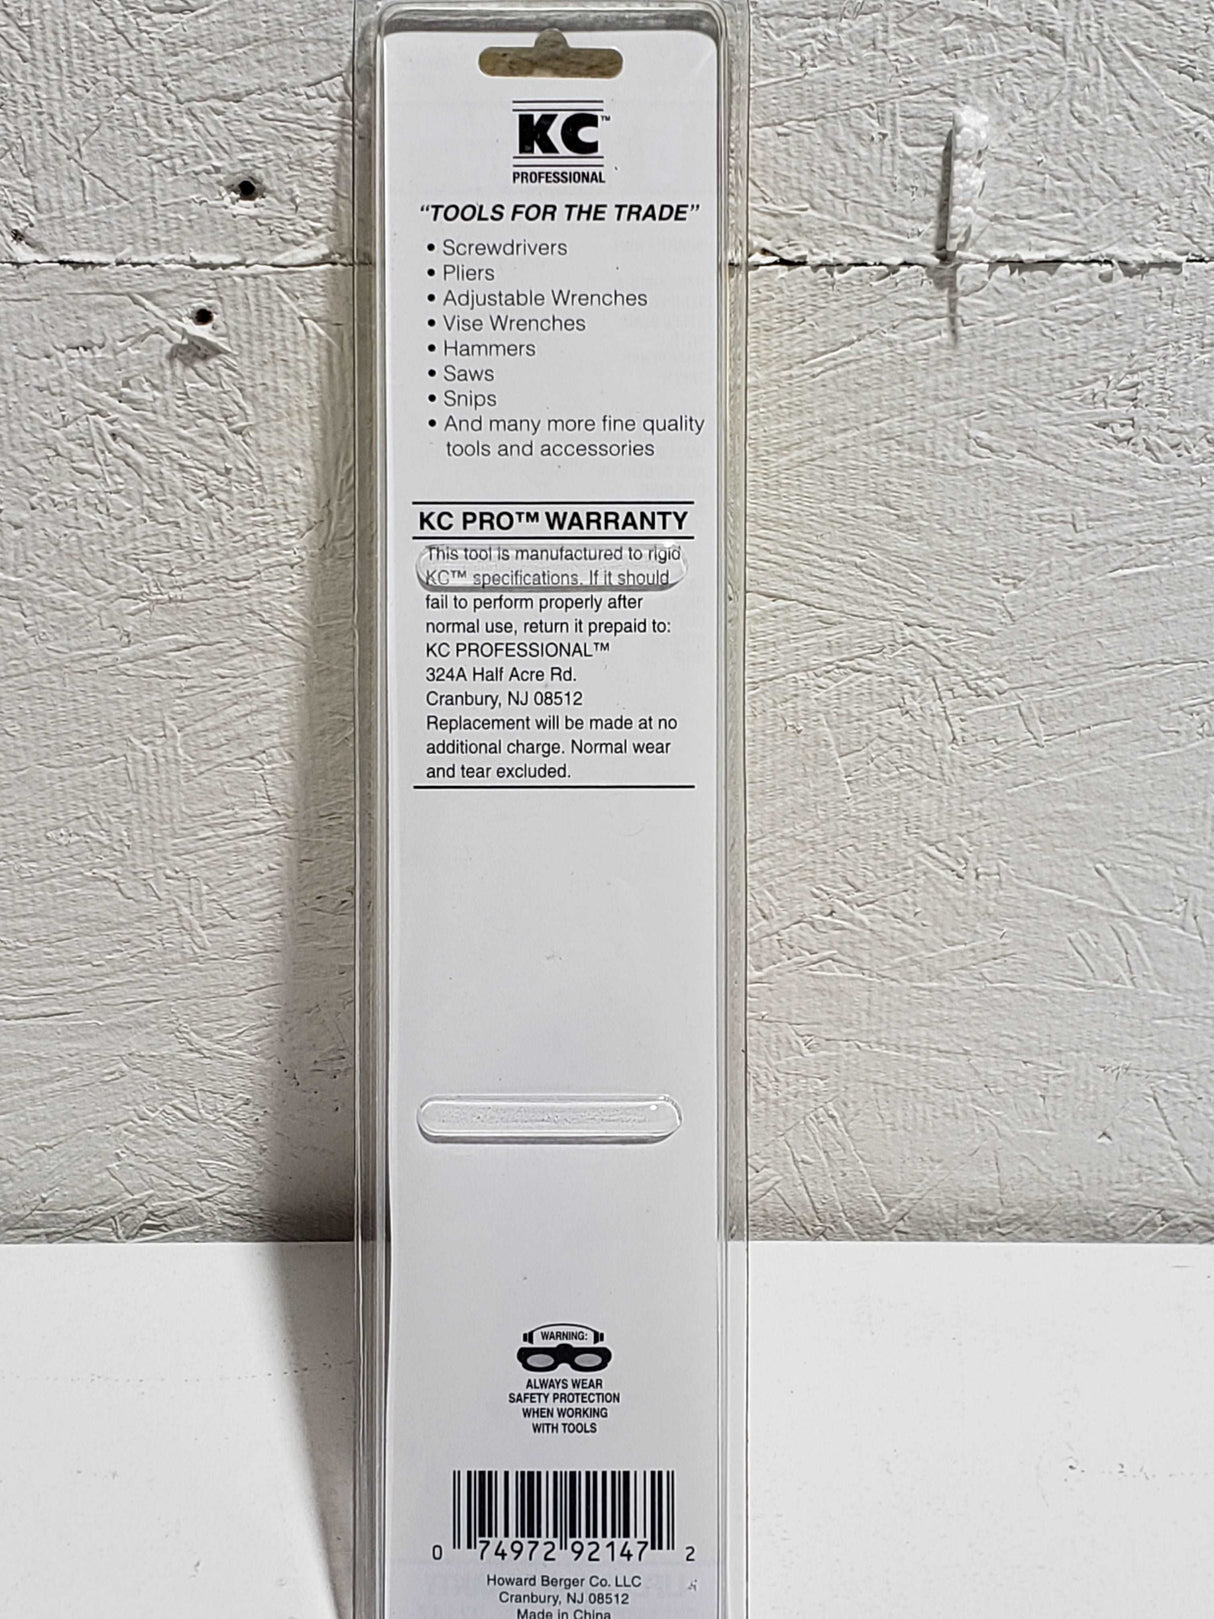 KC™
PROFESSIONAL
“TOOLS FOR THE TRADE”
• Screwdrivers
• Pliers
• Adjustable Wrenches
• Vise Wrenches
• Hammers
• Saws
• Snips
• And many more fine quality
tools and accessories
KC PRO™ WARRANTY
This tool is manufactured to rigid
KC™ specifications. If it should
fail to perform properly after
normal use, return it prepaid to:
KC PROFESSIONAL™
324A Half Acre Rd.
Cranbury, NJ 08512
Replacement will be made at no
additional charge. Normal wear
and tear excluded.
WARNING:
ALWAYS WEAR
SAFETY PROTECTION
WHEN WORKING
WITH TOOLS
0 74972 92147 2
Howard Berger Co. LLC
Cranbury, NJ 08512
Made in China